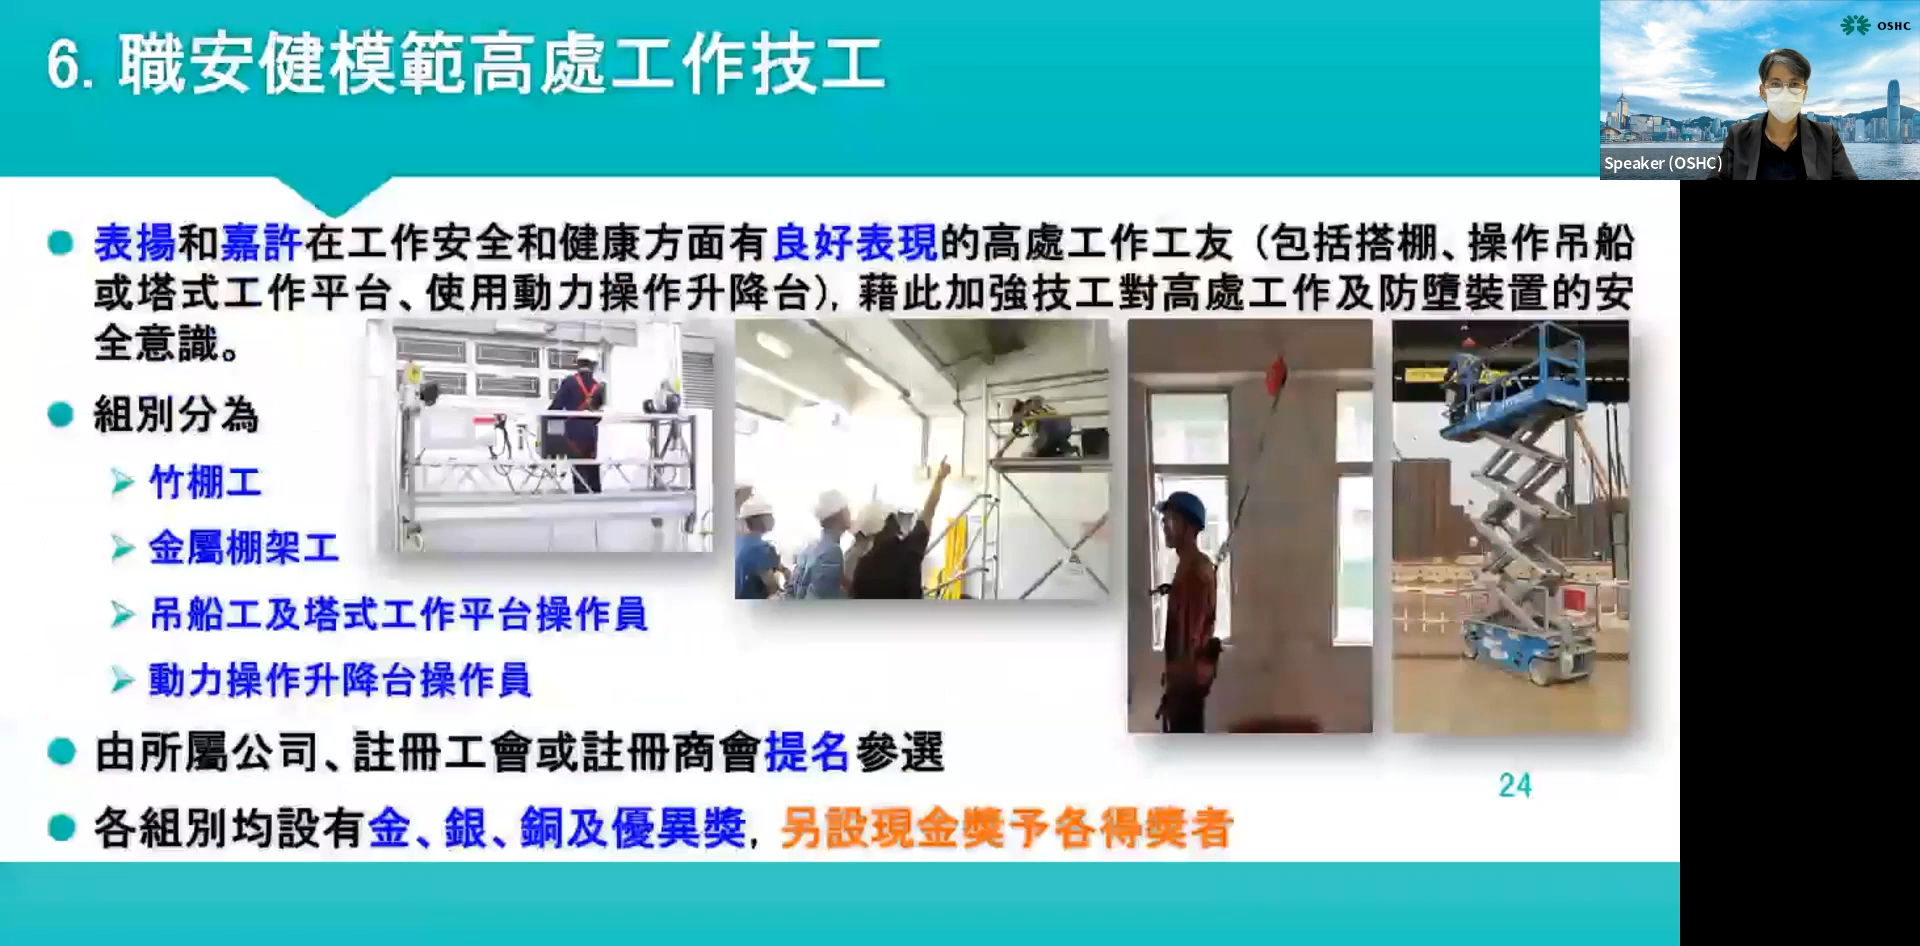 6. 職安健模範高處工作技工
OSHC
Speaker (OSHC)
表揚和嘉許在工作安全和健康方面有良好表現的高處工作工友（包括搭棚、操作吊船
或塔式工作平台、使用動力操作升降台），藉此加強技工對高處工作及防墮裝置的安
全意識。
組別分為
竹棚工
金屬棚架工
吊船工及塔式工作平台操作員
動力操作升降台操作員
由所屬公司、註冊工會或註冊商會提名參選
各組別均設有金、銀、銅及優異獎，另設現金獎予各得獎者
24